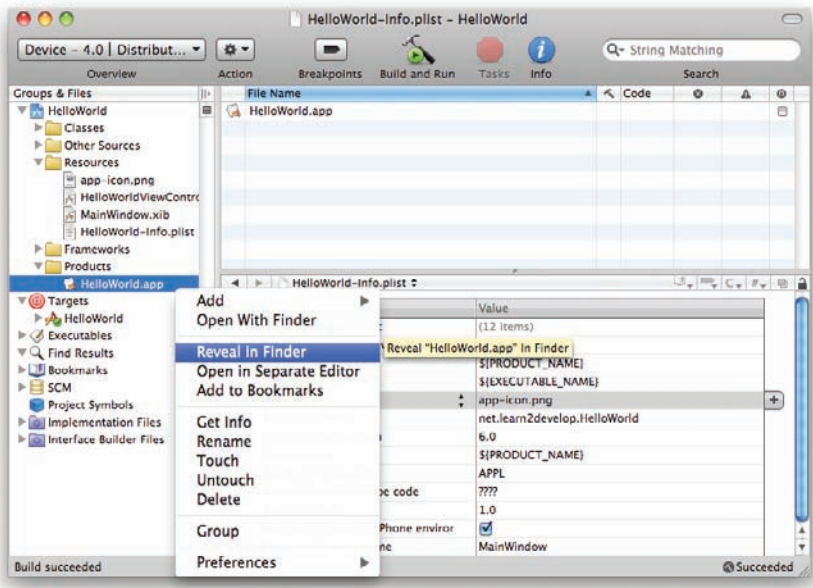 HelloWorld-Info.plist – HelloWorld
Device – 4.0 | Distribut...
String Matching
Overview
Action
Breakpoints
Build and Run
Tasks
Info
Search
Groups & Files
File Name
Code
HelloWorld
HelloWorld.app
Classes
Other Sources
Resources
app-icon.png
HelloWorldViewContro
MainWindow.xib
HelloWorld-Info.plist
Frameworks
Products
HelloWorld.app
HelloWorld-Info.plist
Targets
HelloWorld
Executables
Find Results
Bookmarks
SCM
Project Symbols
Implementation Files
Interface Builder Files
Add
Open With Finder
Reveal in Finder
Open in Separate Editor
Add to Bookmarks
Get Info
Rename
Touch
Untouch
Delete
Group
Preferences
Reveal "HelloWorld.app" in Finder
Value
(12 items)
${PRODUCT_NAME}
${EXECUTABLE_NAME}
app-icon.png
net.learn2develop.HelloWorld
6.0
${PRODUCT_NAME}
APPL
code
????
1.0
Phone enviror
MainWindow
Build succeeded
Succeeded